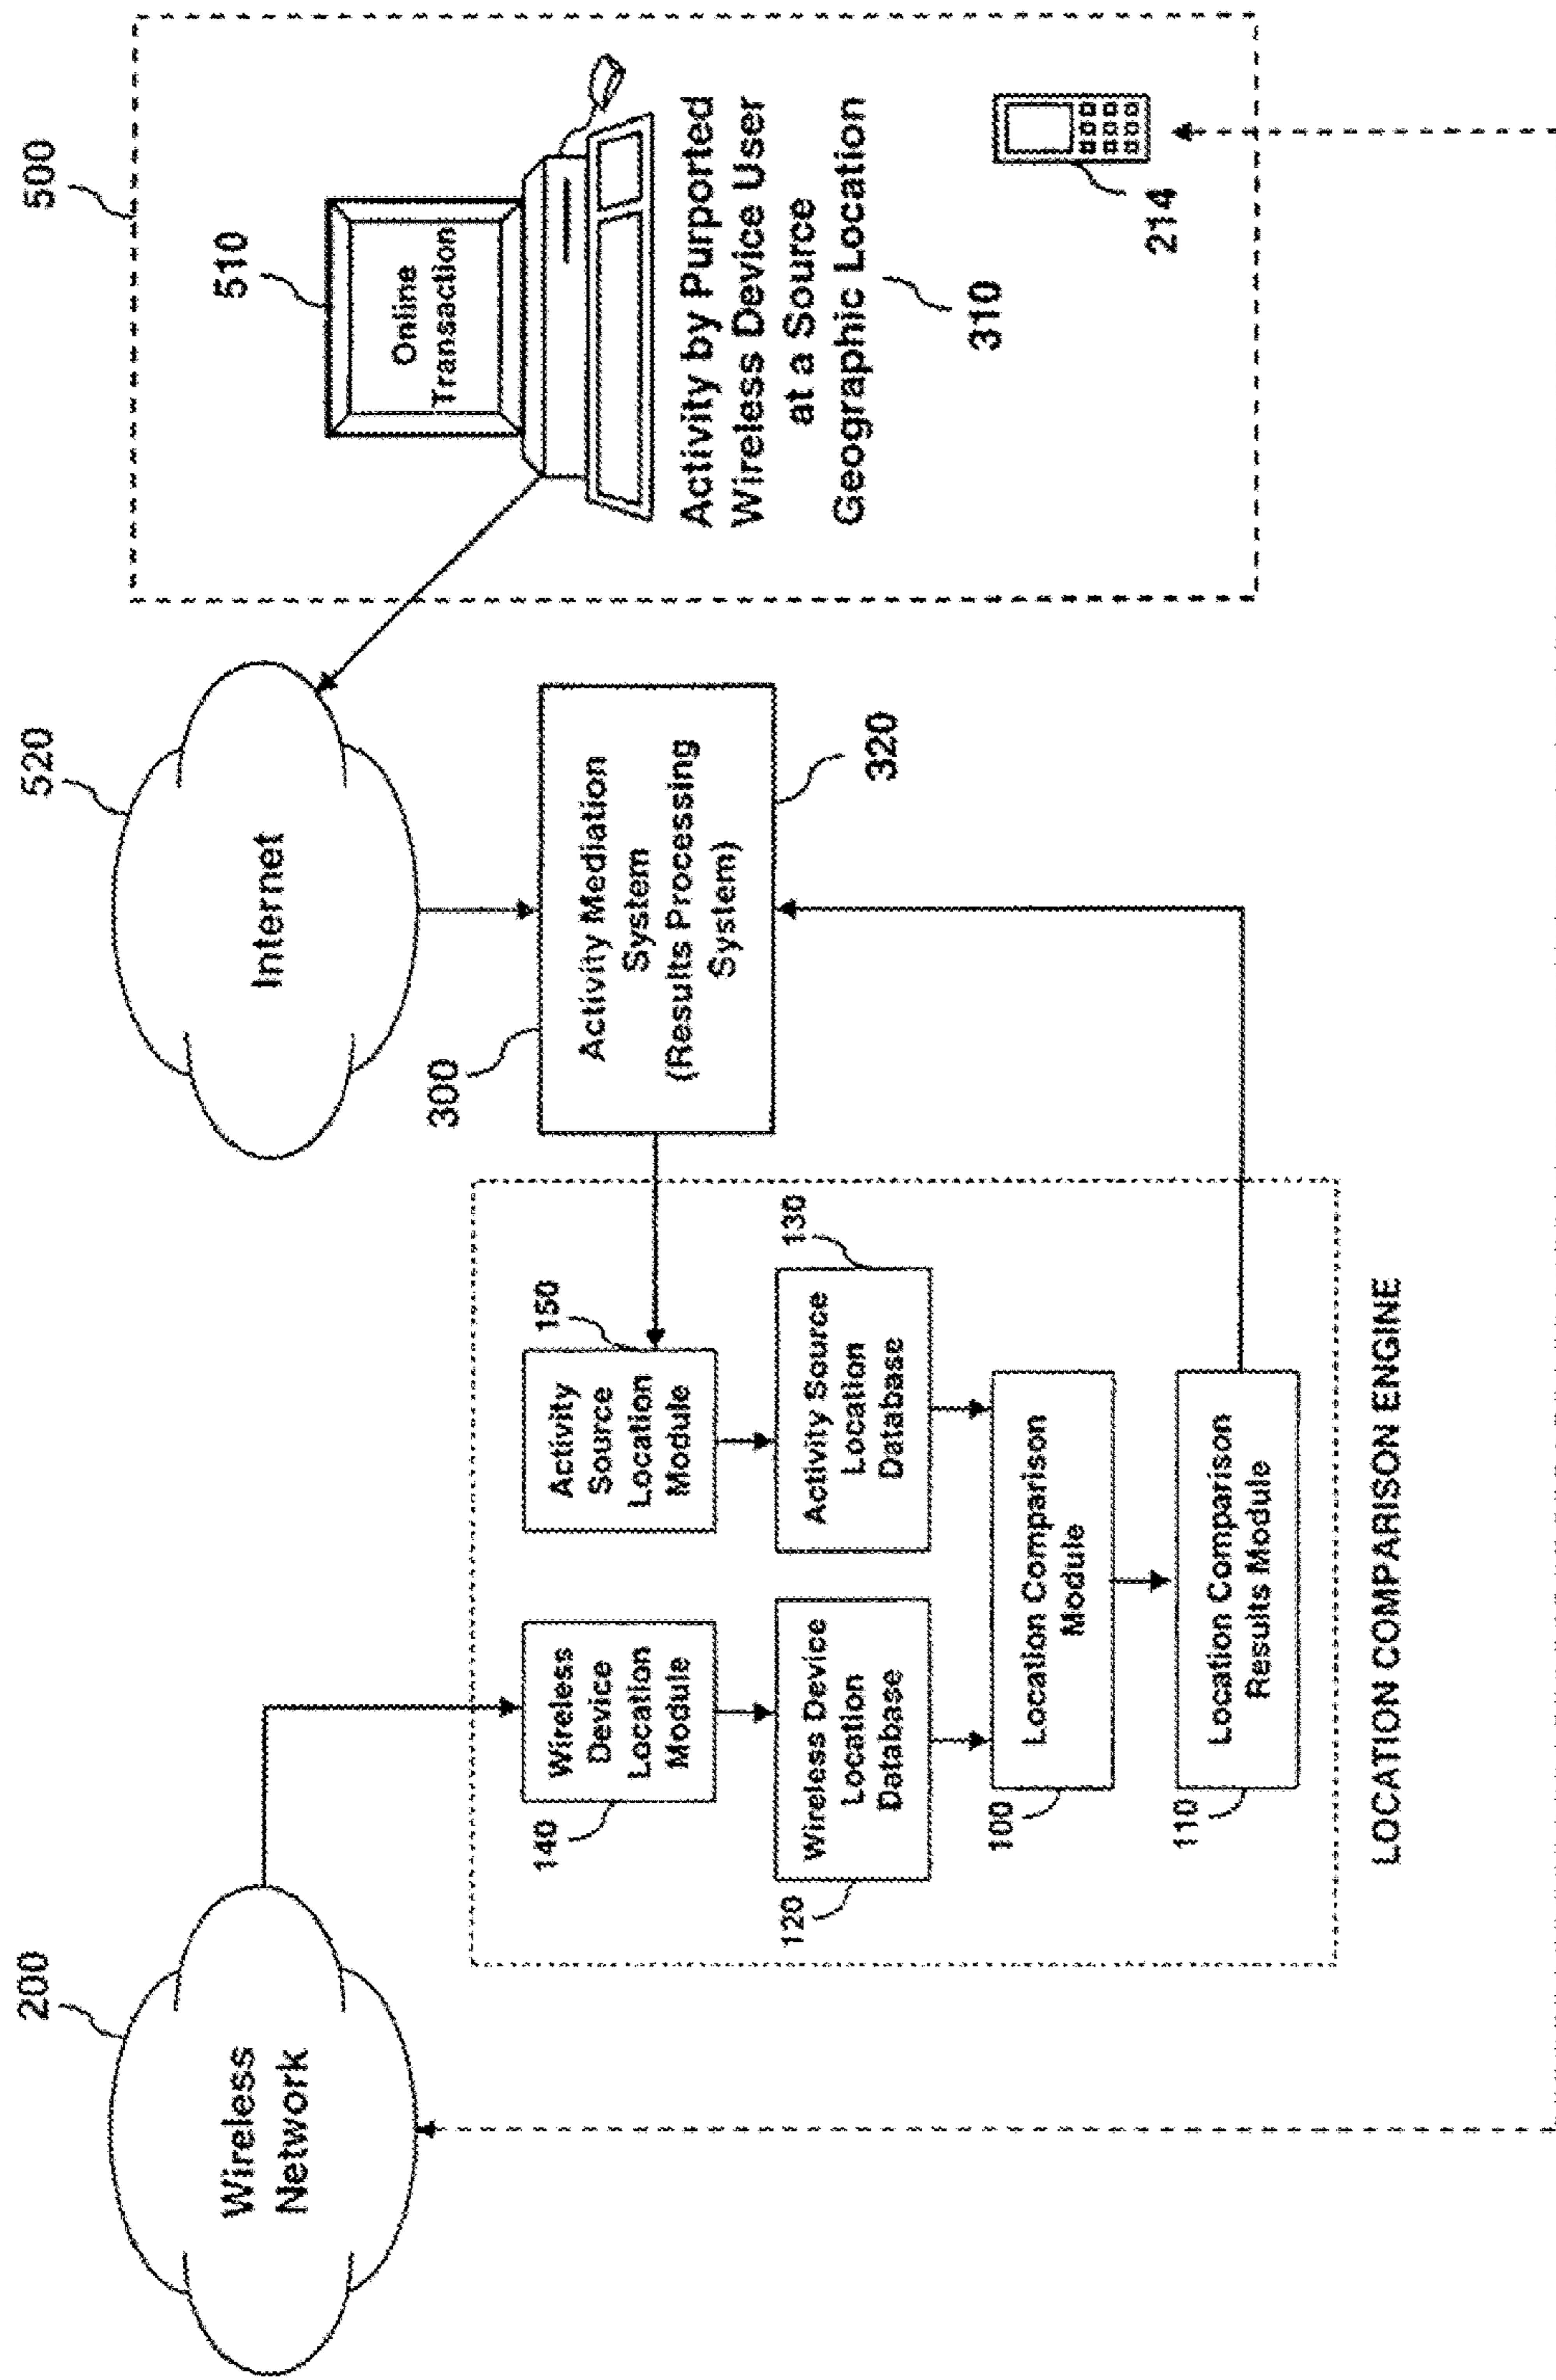 200
Wireless
Network
520
Internet
500
510
Online
Transaction
Activity by Purported
Wireless Device User
at a Source
Geographic Location
310
214
300
Activity Mediation
System
(Results Processing
System)
320
140
Wireless
Device
Location
Module
150
Activity
Source
Location
Module
120
Wireless Device
Location
Database
130
Activity Source
Location
Database
100
Location Comparison
Module
110
Location Comparison
Results Module
LOCATION COMPARISON ENGINE